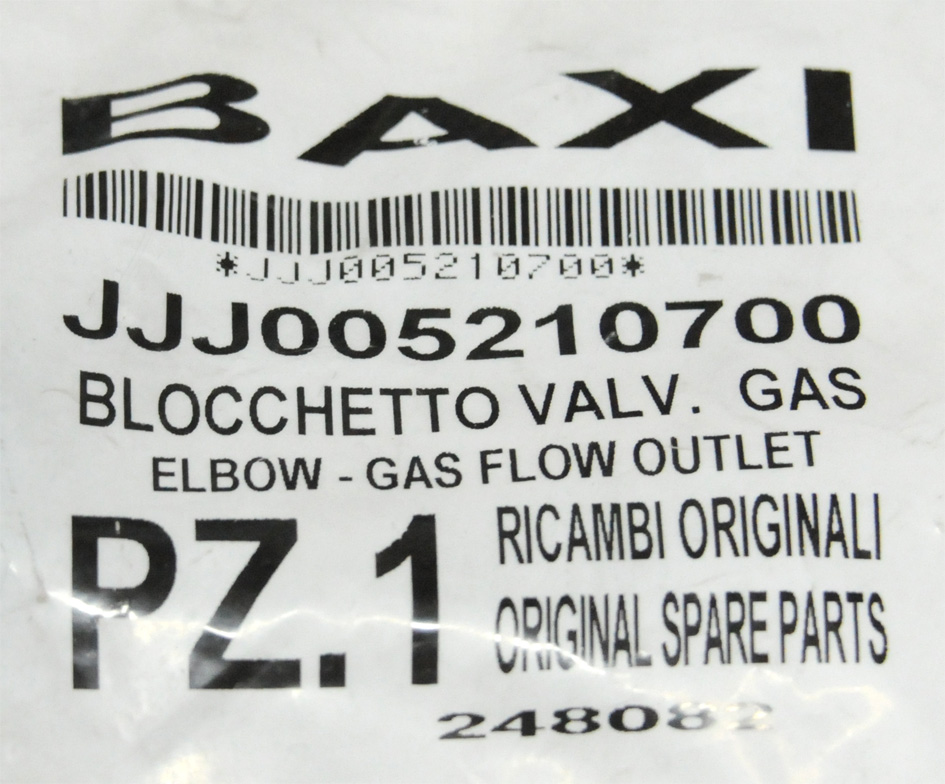 BAXI
*JJJ005210700*
JJJ005210700
BLOCCHETTO VALV. GAS
ELBOW - GAS FLOW OUTLET
PZ.1
RICAMBI ORIGINALI
ORIGINAL SPARE PARTS